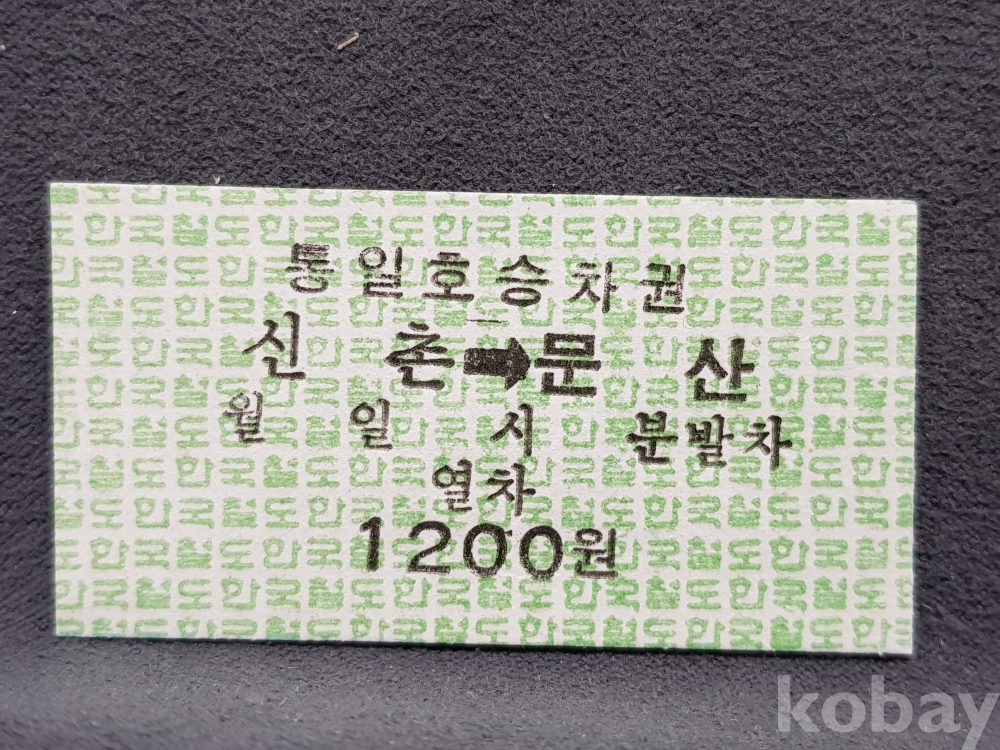 통일호승차권
신 촌➡문 산
월 일 시 분발차
열차
1200원
kobay